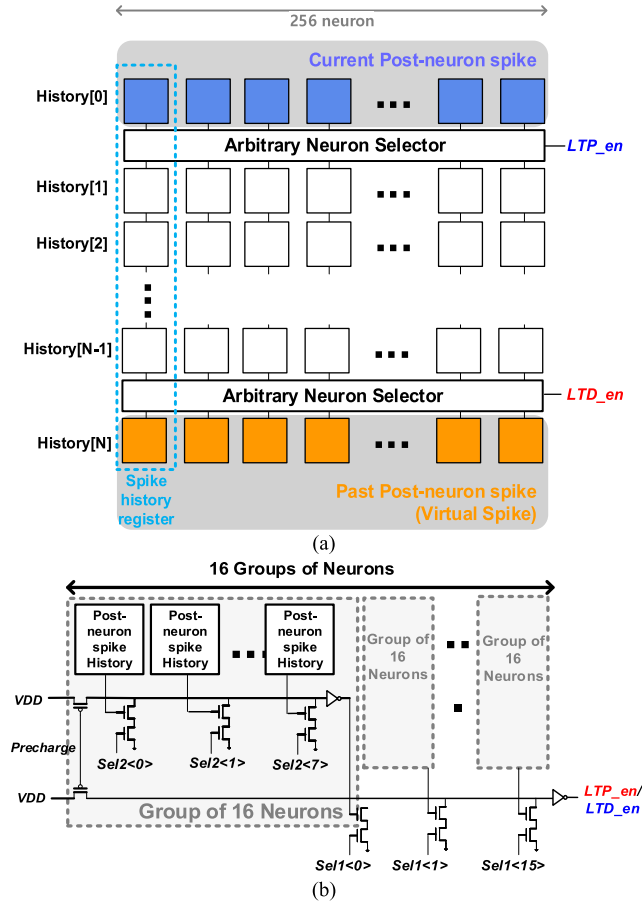 256 neuron
Current Post-neuron spike
History[0]
Arbitrary Neuron Selector
LTP_en
History[1]
History[2]
History[N-1]
Arbitrary Neuron Selector
LTD_en
History[N]
Spike
history
register
Past Post-neuron spike
(Virtual Spike)
(a)
16 Groups of Neurons
Post-
neuron
spike
History
Post-
neuron
spike
History
Post-
neuron
spike
History
Group of
16
Neurons
Group of
16
Neurons
VDD
Sel2<0>
Sel2<1>
Sel2<7>
Precharge
VDD
Group of 16 Neurons
LTP_en/
LTD_en
Sel1<0>
Sel1<1>
Sel1<15>
(b)